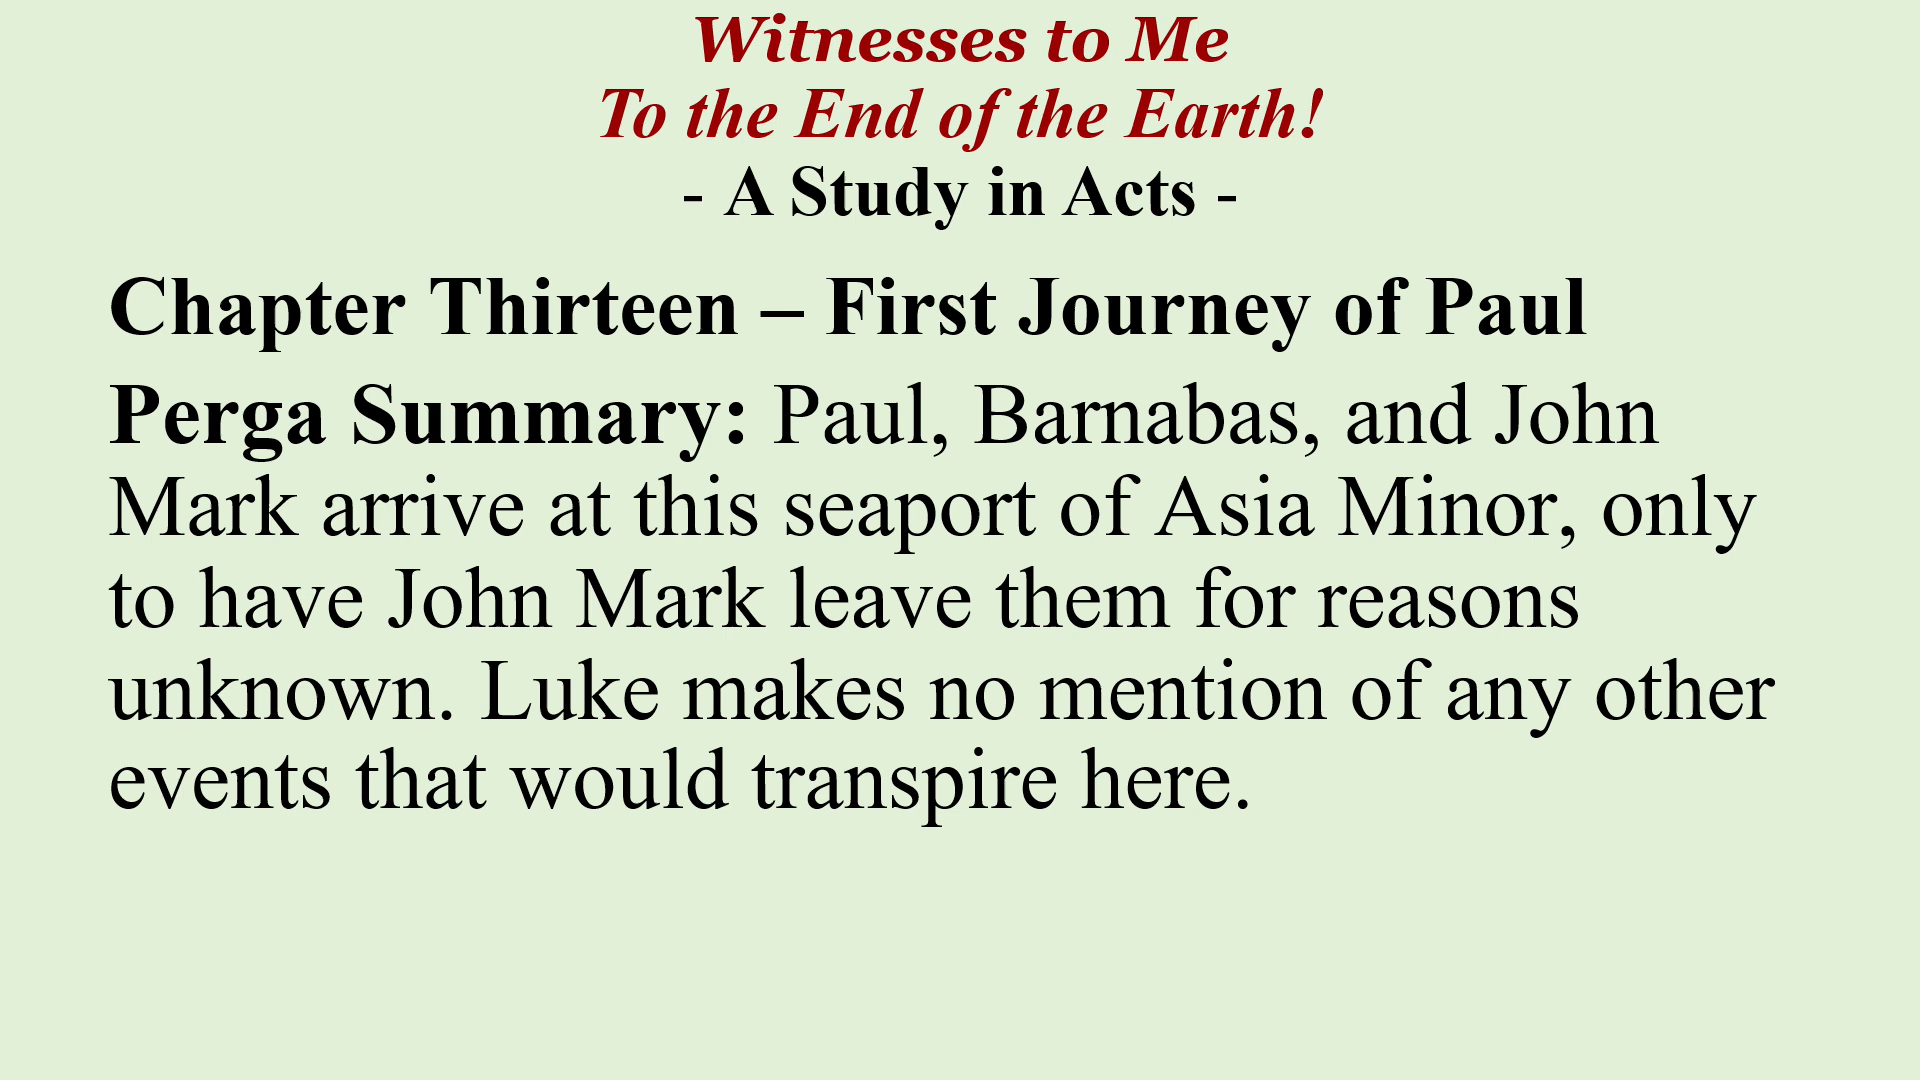 Witnesses to Me
To the End of the Earth!
- A Study in Acts -
Chapter Thirteen – First Journey of Paul
Perga Summary: Paul, Barnabas, and John
Mark arrive at this seaport of Asia Minor, only
to have John Mark leave them for reasons
unknown. Luke makes no mention of any other
events that would transpire here.